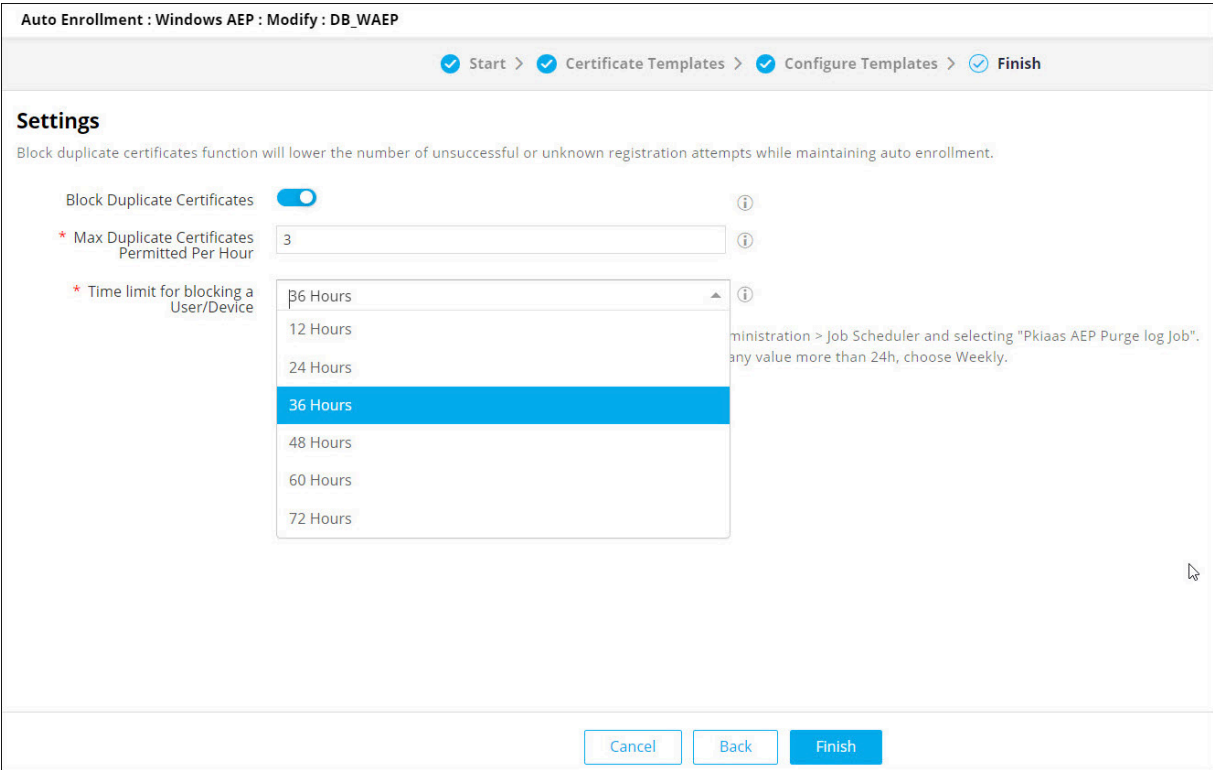 Auto Enrollment : Windows AEP : Modify : DB_WAEP
Start > Certificate Templates > Configure Templates > Finish
Settings
Block duplicate certificates function will lower the number of unsuccessful or unknown registration attempts while maintaining auto enrollment.
Block Duplicate Certificates
* Max Duplicate Certificates
Permitted Per Hour
3
* Time limit for blocking a
User/Device
36 Hours
12 Hours
24 Hours
36 Hours
48 Hours
60 Hours
72 Hours
ministration > Job Scheduler and selecting "Pkiaas AEP Purge log Job".
any value more than 24h, choose Weekly.
Cancel
Back
Finish